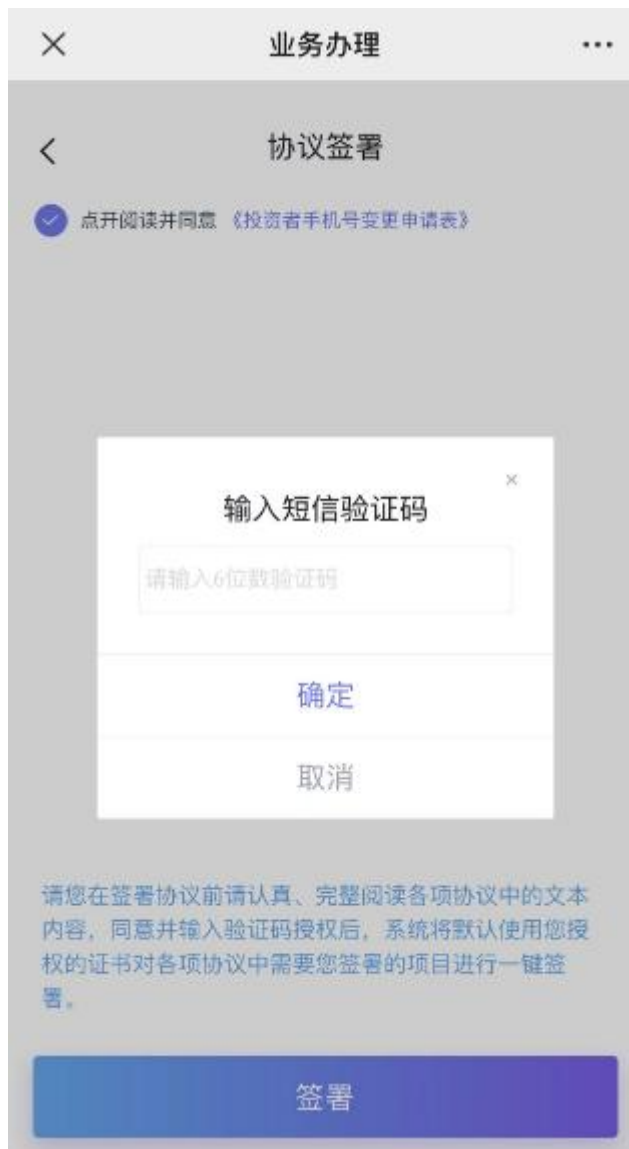 业务办理
协议签署
点开阅读并同意 《投资者手机号变更申请表》
×
输入短信验证码
请输入6位数验证码
确定
取消
请您在签署协议前请认真、完整阅读各项协议中的文本
内容，同意并输入验证码授权后，系统将默认使用您授
权的证书对各项协议中需要您签署的项目进行一键签
署。
签署